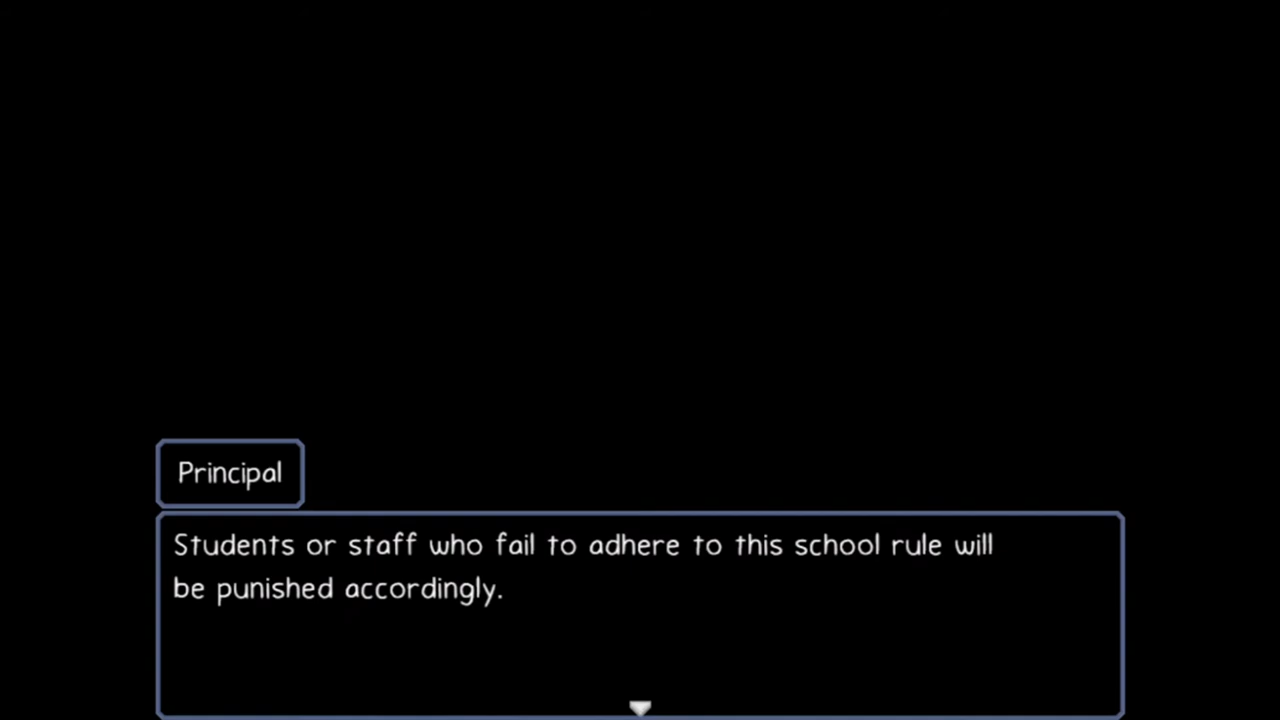 Principal
Students or staff who fail to adhere to this school rule will
be punished accordingly.